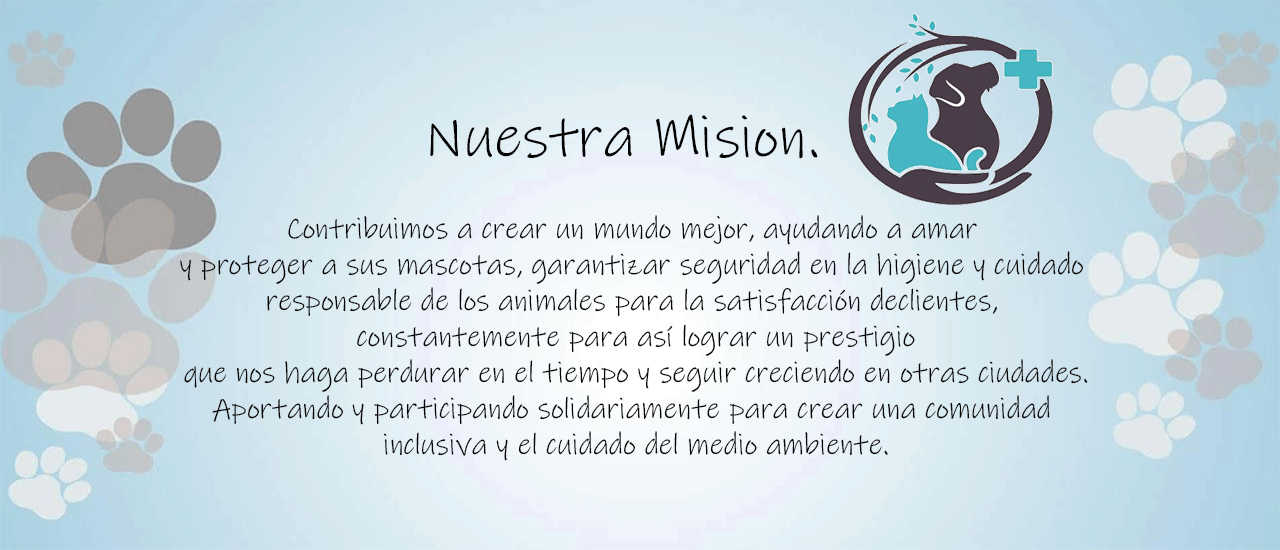 Nuestra Mision.
Contribuimos a crear un mundo mejor, ayudando a amar
y proteger a sus mascotas, garantizar seguridad en la higiene y cuidado
responsable de los animales para la satisfacción declientes,
constantemente para así lograr un prestigio
que nos haga perdurar en el tiempo y seguir creciendo en otras ciudades.
Aportando y participando solidariamente para crear una comunidad
inclusiva y el cuidado del medio ambiente.